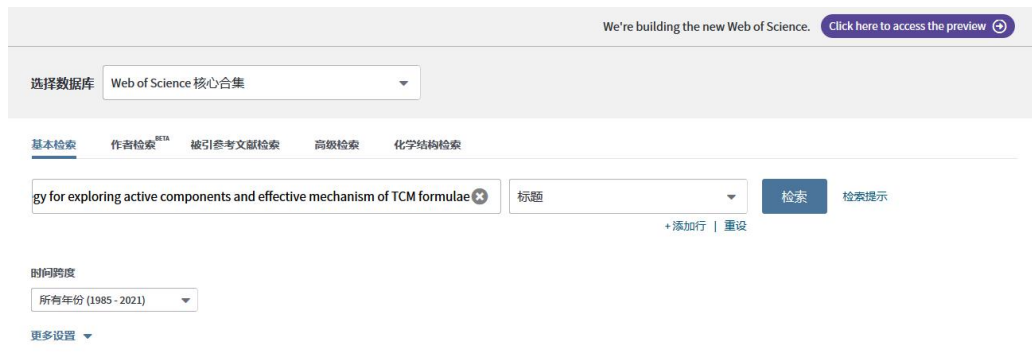 We're building the new Web of Science. Click here to access the preview
选择数据库 Web of Science 核心合集
基本检索 作者检索BETA 被引参考文献检索 高级检索 化学结构检索
gy for exploring active components and effective mechanism of TCM formulae 标题 检索 检索提示
+添加行 | 重设
时间跨度
所有年份 (1985 - 2021)
更多设置